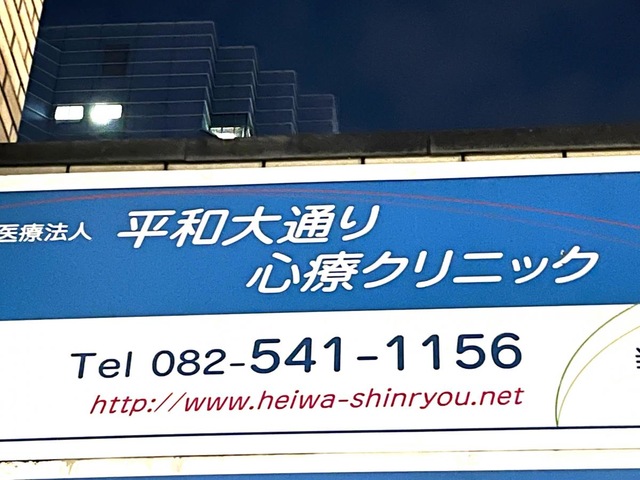 医療法人 平和大通り
心療クリニック
Tel 082-541-1156
http://www.heiwa-shinryou.net